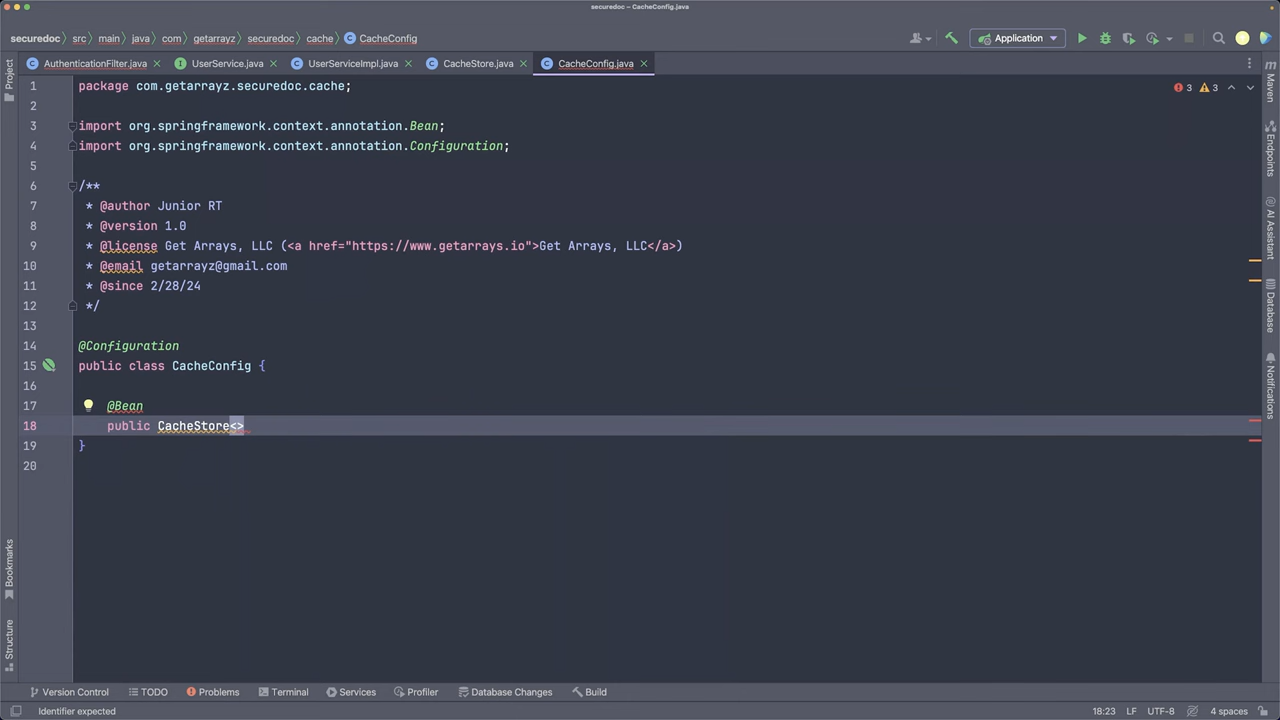 securedoc – CacheConfig.java
securedoc src main java com getarrayz securedoc cache CacheConfig
Application
Project
AuthenticationFilter.java UserService.java UserServiceImpl.java CacheStore.java CacheConfig.java
Maven
3 3
1 package com.getarrayz.securedoc.cache;
2
3 import org.springframework.context.annotation.Bean;
4 import org.springframework.context.annotation.Configuration;
5
6 /**
7 * @author Junior RT
8 * @version 1.0
9 * @license Get Arrays, LLC (<a href="https://www.getarrays.io">Get Arrays, LLC</a>)
10 * @email getarrayz@gmail.com
11 * @since 2/28/24
12 */
13
14 @Configuration
15 public class CacheConfig {
16
17 @Bean
18 public CacheStore<>
19 }
20
Endpoints
AI Assistant
Database
Notifications
Bookmarks
Structure
Version Control TODO Problems Terminal Services Profiler Database Changes Build
Identifier expected 18:23 LF UTF-8 4 spaces